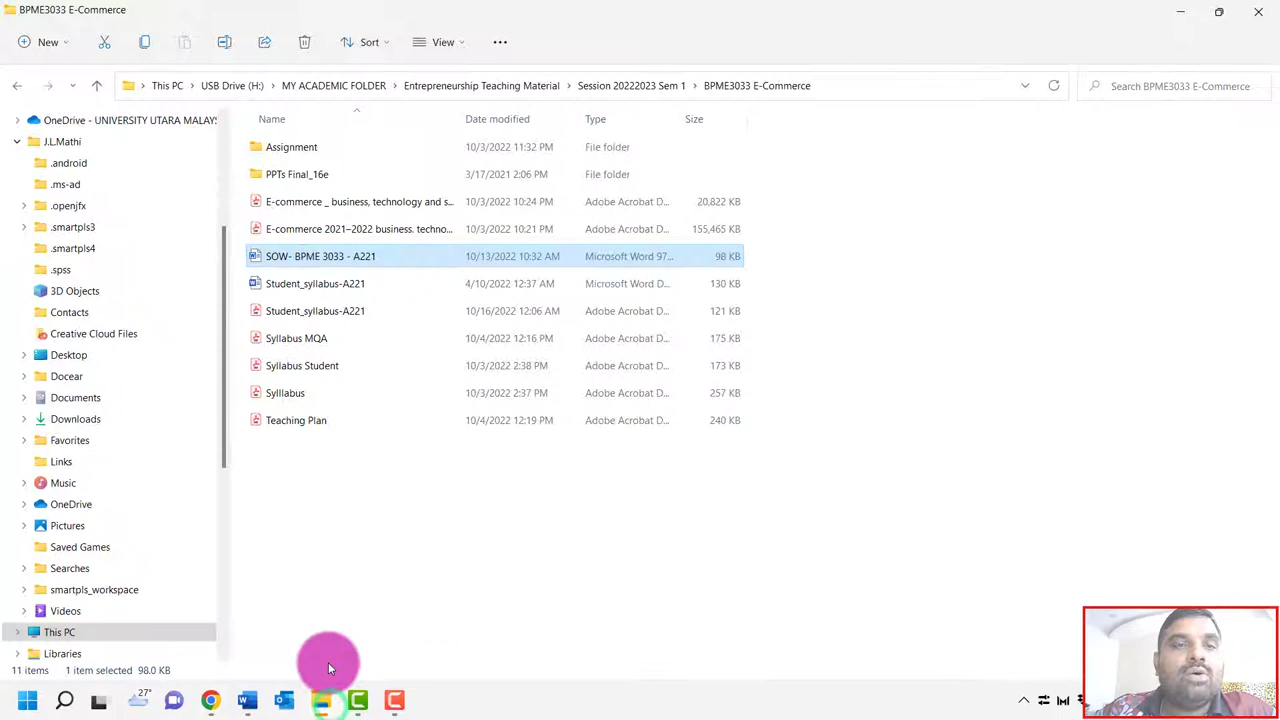 BPME3033 E-Commerce
New
Sort
View
This PC > USB Drive (H:) > MY ACADEMIC FOLDER > Entrepreneurship Teaching Material > Session 20222023 Sem 1 > BPME3033 E-Commerce
Search BPME3033 E-Commerce
Name Date modified Type Size
OneDrive - UNIVERSITY UTARA MALAYS
J.L.Mathi
.android
.ms-ad
.openjfx
.smartpls3
.smartpls4
.spss
3D Objects
Contacts
Creative Cloud Files
Desktop
Docear
Documents
Downloads
Favorites
Links
Music
OneDrive
Pictures
Saved Games
Searches
smartpls_workspace
Videos
This PC
Libraries
Assignment 10/3/2022 11:32 PM File folder
PPTs Final_16e 3/17/2021 2:06 PM File folder
E-commerce _ business, technology and s... 10/3/2022 10:24 PM Adobe Acrobat D... 20,822 KB
E-commerce 2021–2022 business. techno... 10/3/2022 10:21 PM Adobe Acrobat D... 155,465 KB
SOW- BPME 3033 - A221 10/13/2022 10:32 AM Microsoft Word 97... 98 KB
Student_syllabus-A221 4/10/2022 12:37 AM Microsoft Word D... 130 KB
Student_syllabus-A221 10/16/2022 12:06 AM Adobe Acrobat D... 121 KB
Syllabus MQA 10/4/2022 12:16 PM Adobe Acrobat D... 175 KB
Syllabus Student 10/3/2022 2:38 PM Adobe Acrobat D... 173 KB
Sylllabus 10/3/2022 2:37 PM Adobe Acrobat D... 257 KB
Teaching Plan 10/4/2022 12:19 PM Adobe Acrobat D... 240 KB
11 items 1 item selected 98.0 KB
27°